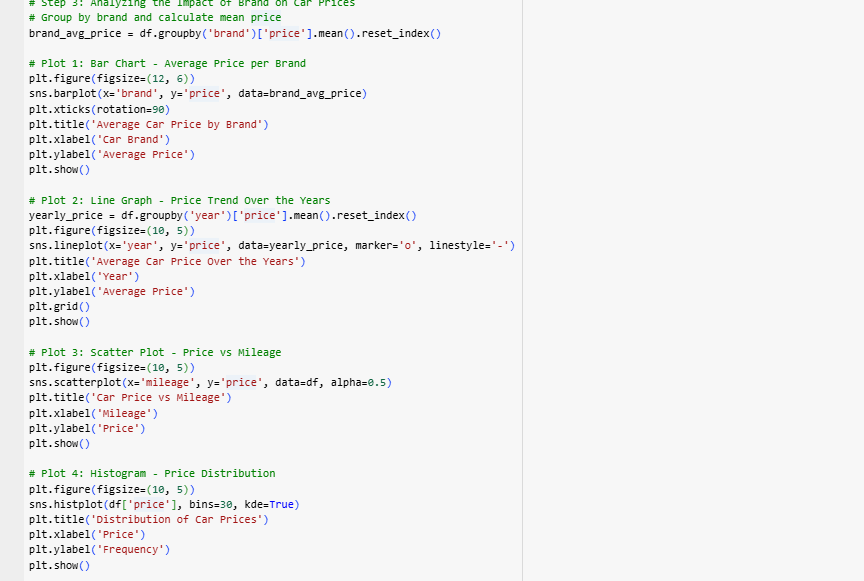 # Step 3: Analyzing the Impact of Brand on Car Prices
# Group by brand and calculate mean price
brand_avg_price = df.groupby('brand')['price'].mean().reset_index()
# Plot 1: Bar Chart - Average Price per Brand
plt.figure(figsize=(12, 6))
sns.barplot(x='brand', y='price', data=brand_avg_price)
plt.xticks(rotation=90)
plt.title('Average Car Price by Brand')
plt.xlabel('Car Brand')
plt.ylabel('Average Price')
plt.show()
# Plot 2: Line Graph - Price Trend Over the Years
yearly_price = df.groupby('year')['price'].mean().reset_index()
plt.figure(figsize=(10, 5))
sns.lineplot(x='year', y='price', data=yearly_price, marker='o', linestyle='-')
plt.title('Average Car Price Over the Years')
plt.xlabel('Year')
plt.ylabel('Average Price')
plt.grid()
plt.show()
# Plot 3: Scatter Plot - Price vs Mileage
plt.figure(figsize=(10, 5))
sns.scatterplot(x='mileage', y='price', data=df, alpha=0.5)
plt.title('Car Price vs Mileage')
plt.xlabel('Mileage')
plt.ylabel('Price')
plt.show()
# Plot 4: Histogram - Price Distribution
plt.figure(figsize=(10, 5))
sns.histplot(df['price'], bins=30, kde=True)
plt.title('Distribution of Car Prices')
plt.xlabel('Price')
plt.ylabel('Frequency')
plt.show()